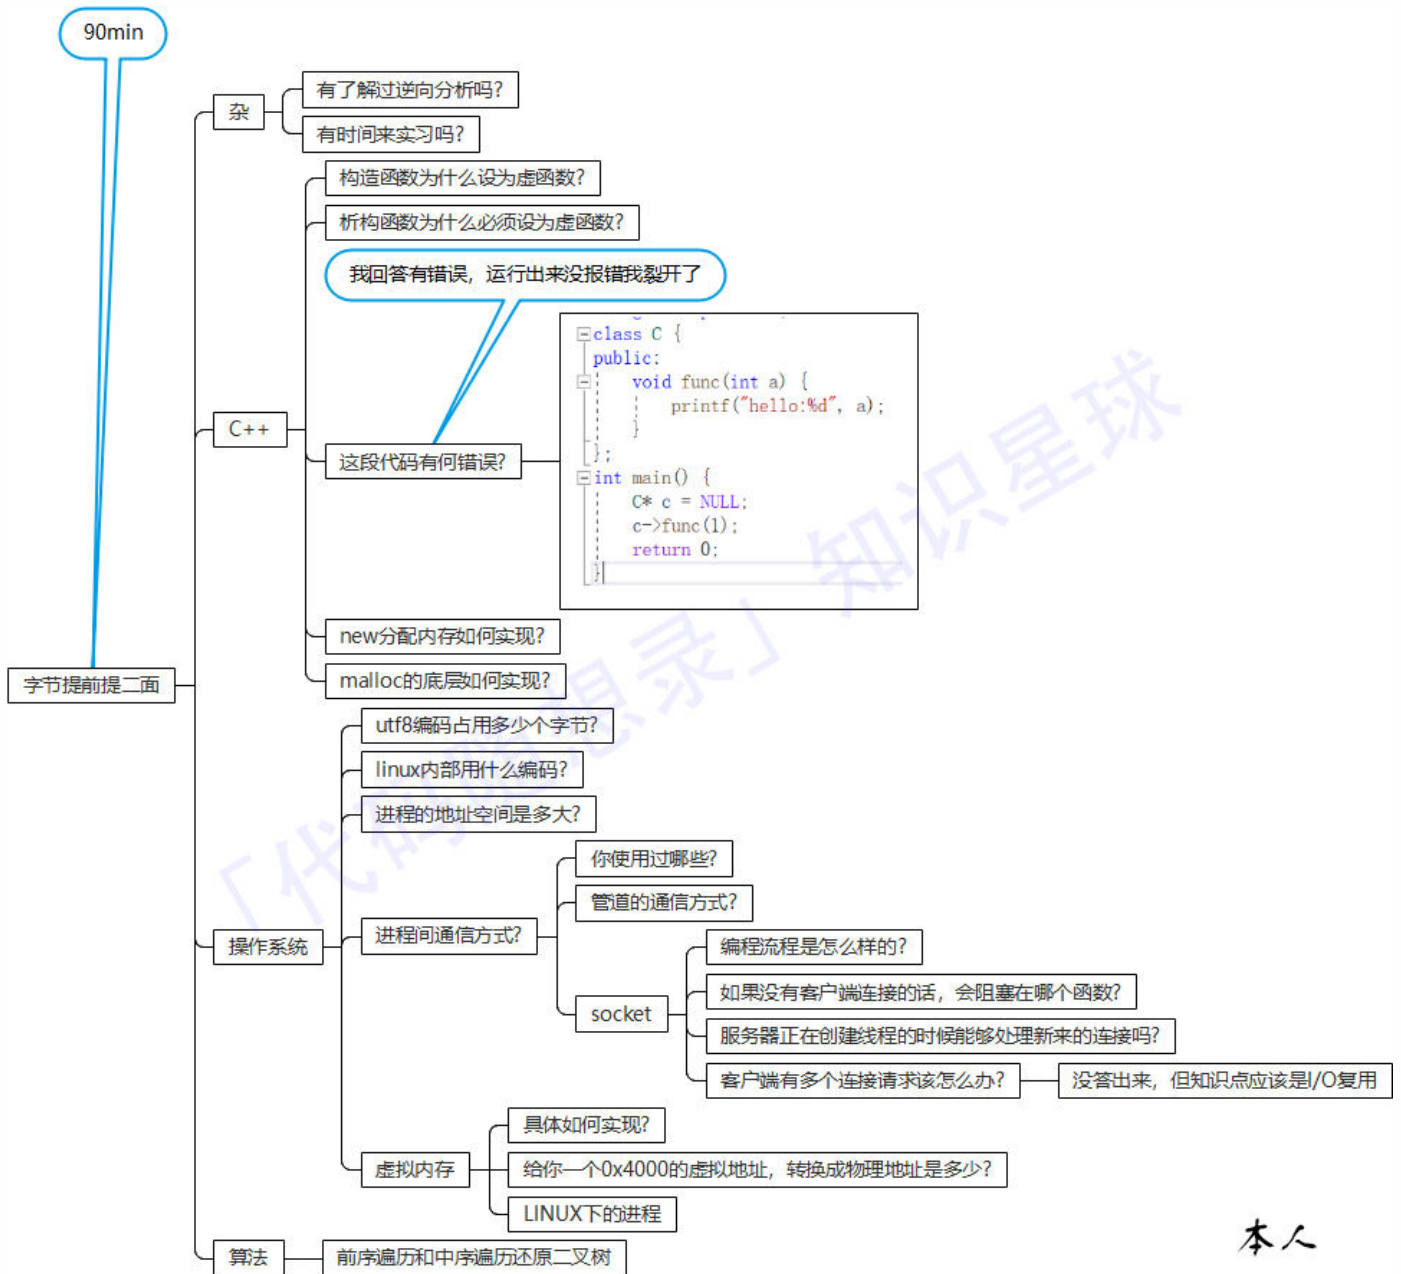 90min
字节提前提二面
杂
有了解过逆向分析吗?
有时间来实习吗?
C++
构造函数为什么设为虚函数?
析构函数为什么必须设为虚函数?
我回答有错误，运行出来没报错我裂开了
这段代码有何错误?
class C {
public:
void func(int a) {
printf("hello:%d", a);
}
};
int main() {
C* c = NULL;
c->func(1);
return 0;
}
new分配内存如何实现?
malloc的底层如何实现?
操作系统
utf8编码占用多少个字节?
linux内部用什么编码?
进程的地址空间是多大?
进程间通信方式?
你使用过哪些?
管道的通信方式?
socket
编程流程是怎么样的?
如果没有客户端连接的话，会阻塞在哪个函数?
服务器正在创建线程的时候能够处理新来的连接吗?
客户端有多个连接请求该怎么办?
没答出来，但知识点应该是I/O复用
虚拟内存
具体如何实现?
给你一个0x4000的虚拟地址，转换成物理地址是多少?
LINUX下的进程
算法
前序遍历和中序遍历还原二叉树
「代码随想录」知识星球
本人